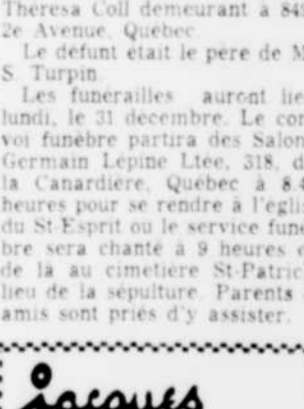 Theresa Coll demeurant à 84
2e Avenue, Québec.
Le défunt était le père de M
S. Turpin.
Les funérailles auront lie
lundi, le 31 décembre. Le con
voi funèbre partira des Salon
Germain Lépine Ltée, 318, d
la Canardière, Québec à 8.4
heures pour se rendre à l'églis
du St-Esprit ou le service funè
bre sera chanté à 9 heures e
de là au cimetière St-Patric
lieu de la sépulture. Parents
amis sont priés d'y assister.
Jacques